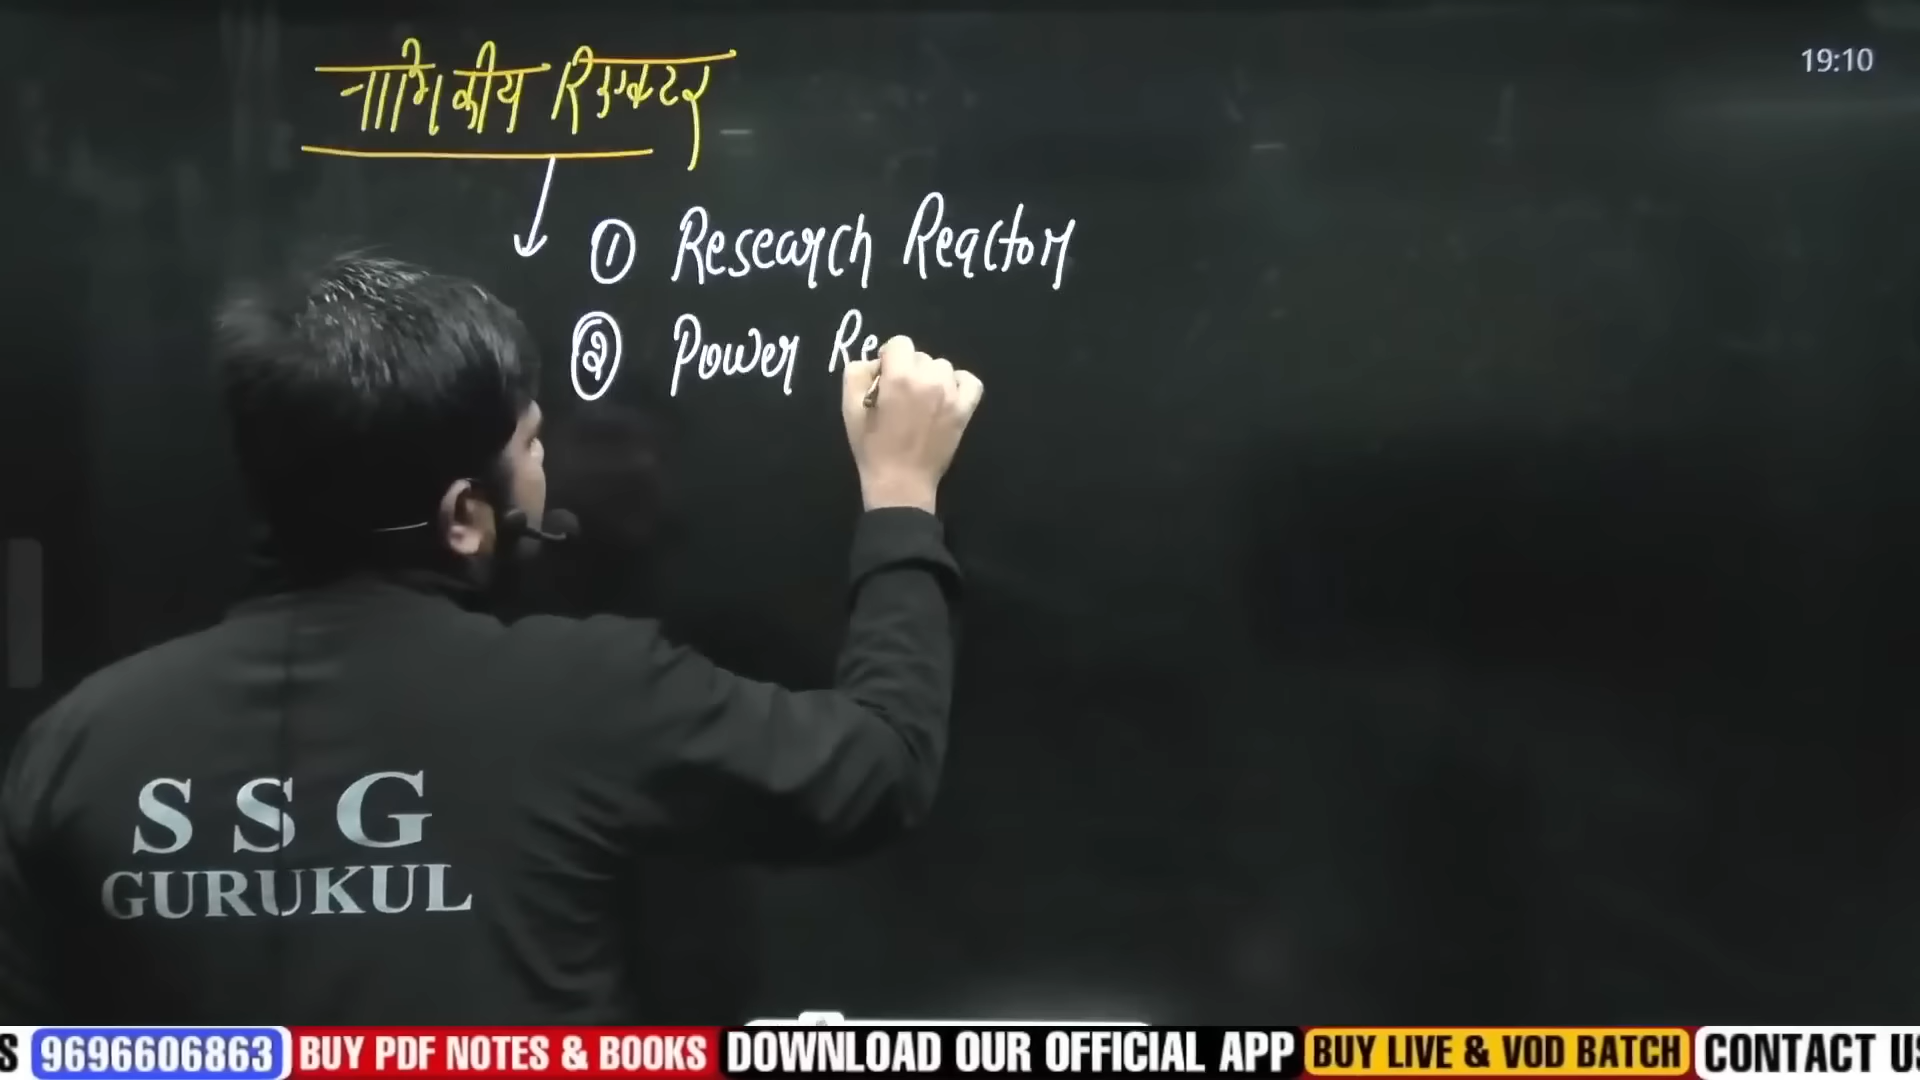 नाभिकीय रिएक्टर
19:10
① Research Reactor
② Power Re
S S G
GURUKUL
S 9696606863 BUY PDF NOTES & BOOKS DOWNLOAD OUR OFFICIAL APP BUY LIVE & VOD BATCH CONTACT US